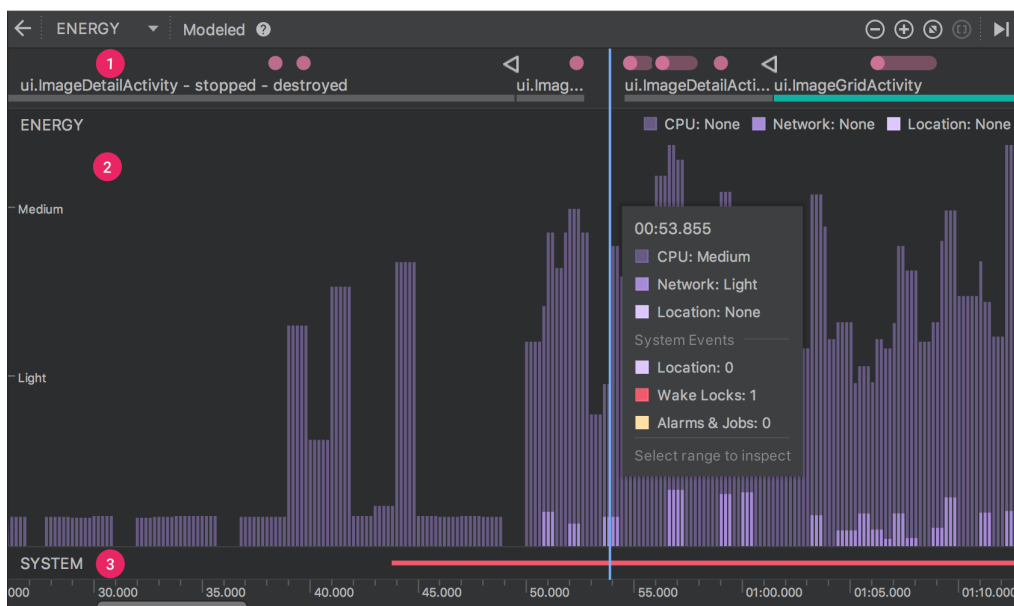 ENERGY Modeled ?
1
ui.ImageDetailActivity - stopped - destroyed ui.Imag... ui.ImageDetailActi... ui.ImageGridActivity
ENERGY CPU: None Network: None Location: None
2
Medium
00:53.855
CPU: Medium
Network: Light
Location: None
System Events
Location: 0
Wake Locks: 1
Alarms & Jobs: 0
Select range to inspect
Light
SYSTEM 3
000 30.000 35.000 40.000 45.000 50.000 55.000 01:00.000 01:05.000 01:10.000